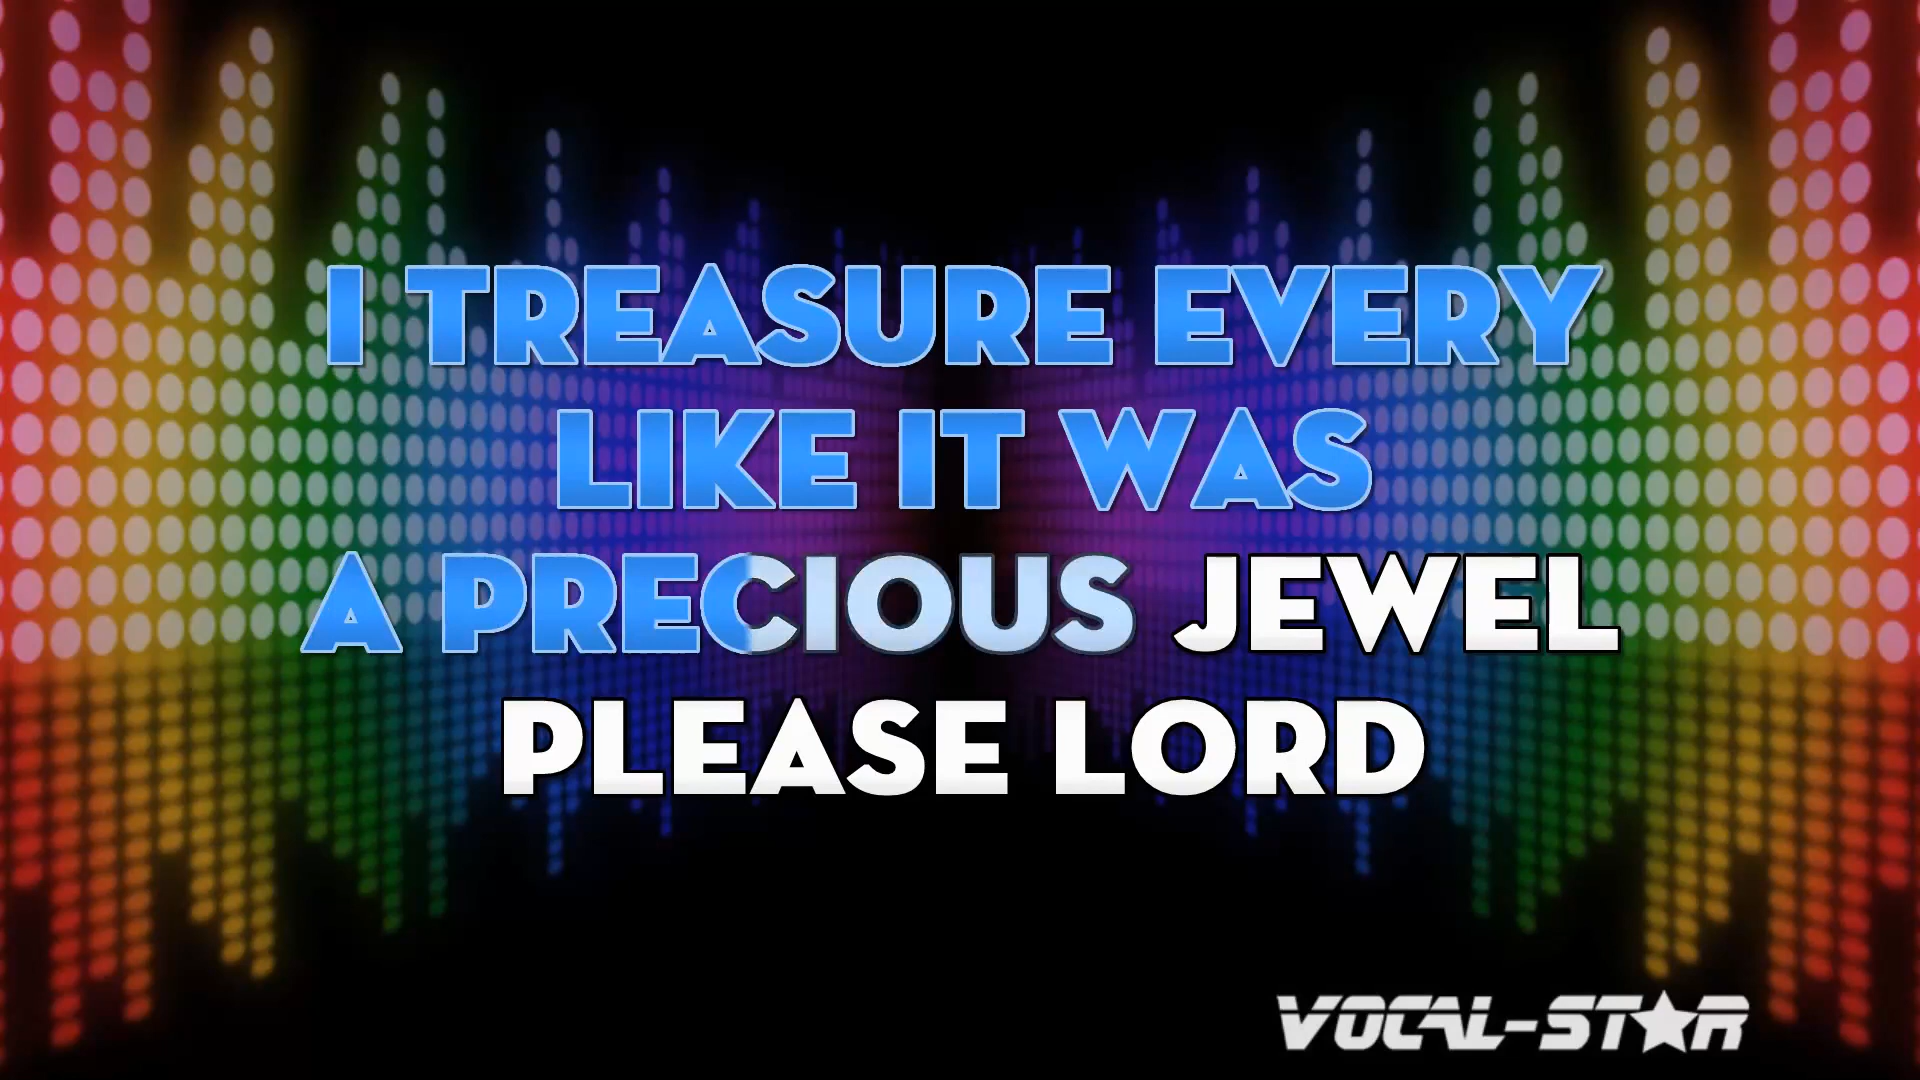 I TREASURE EVERY
LIKE IT WAS
A PRECIOUS JEWEL
PLEASE LORD
VOCAL-STAR